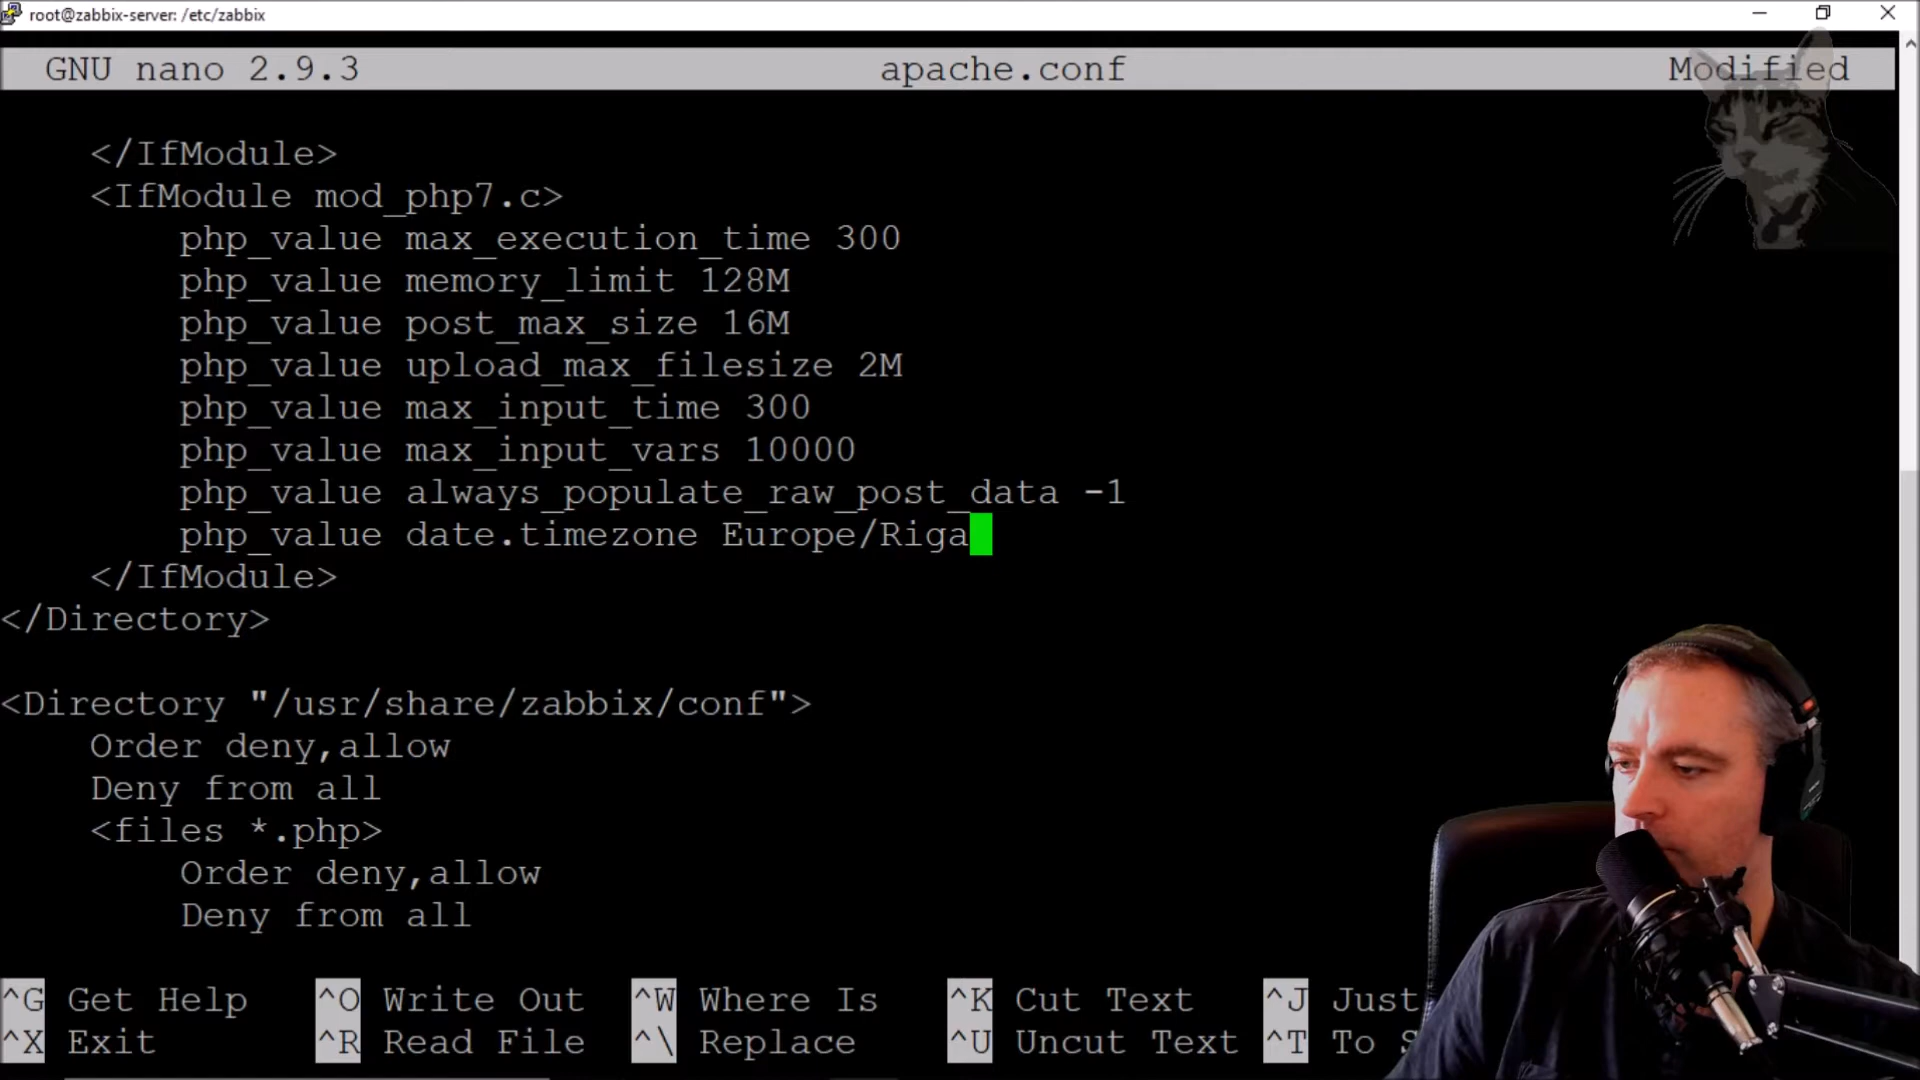 root@zabbix-server: /etc/zabbix
GNU nano 2.9.3 apache.conf Modified
</IfModule>
<IfModule mod_php7.c>
php_value max_execution_time 300
php_value memory_limit 128M
php_value post_max_size 16M
php_value upload_max_filesize 2M
php_value max_input_time 300
php_value max_input_vars 10000
php_value always_populate_raw_post_data -1
php_value date.timezone Europe/Riga
</IfModule>
</Directory>
<Directory "/usr/share/zabbix/conf">
Order deny,allow
Deny from all
<files *.php>
Order deny,allow
Deny from all
^G Get Help ^O Write Out ^W Where Is ^K Cut Text ^J Just
^X Exit ^R Read File ^\ Replace ^U Uncut Text ^T To